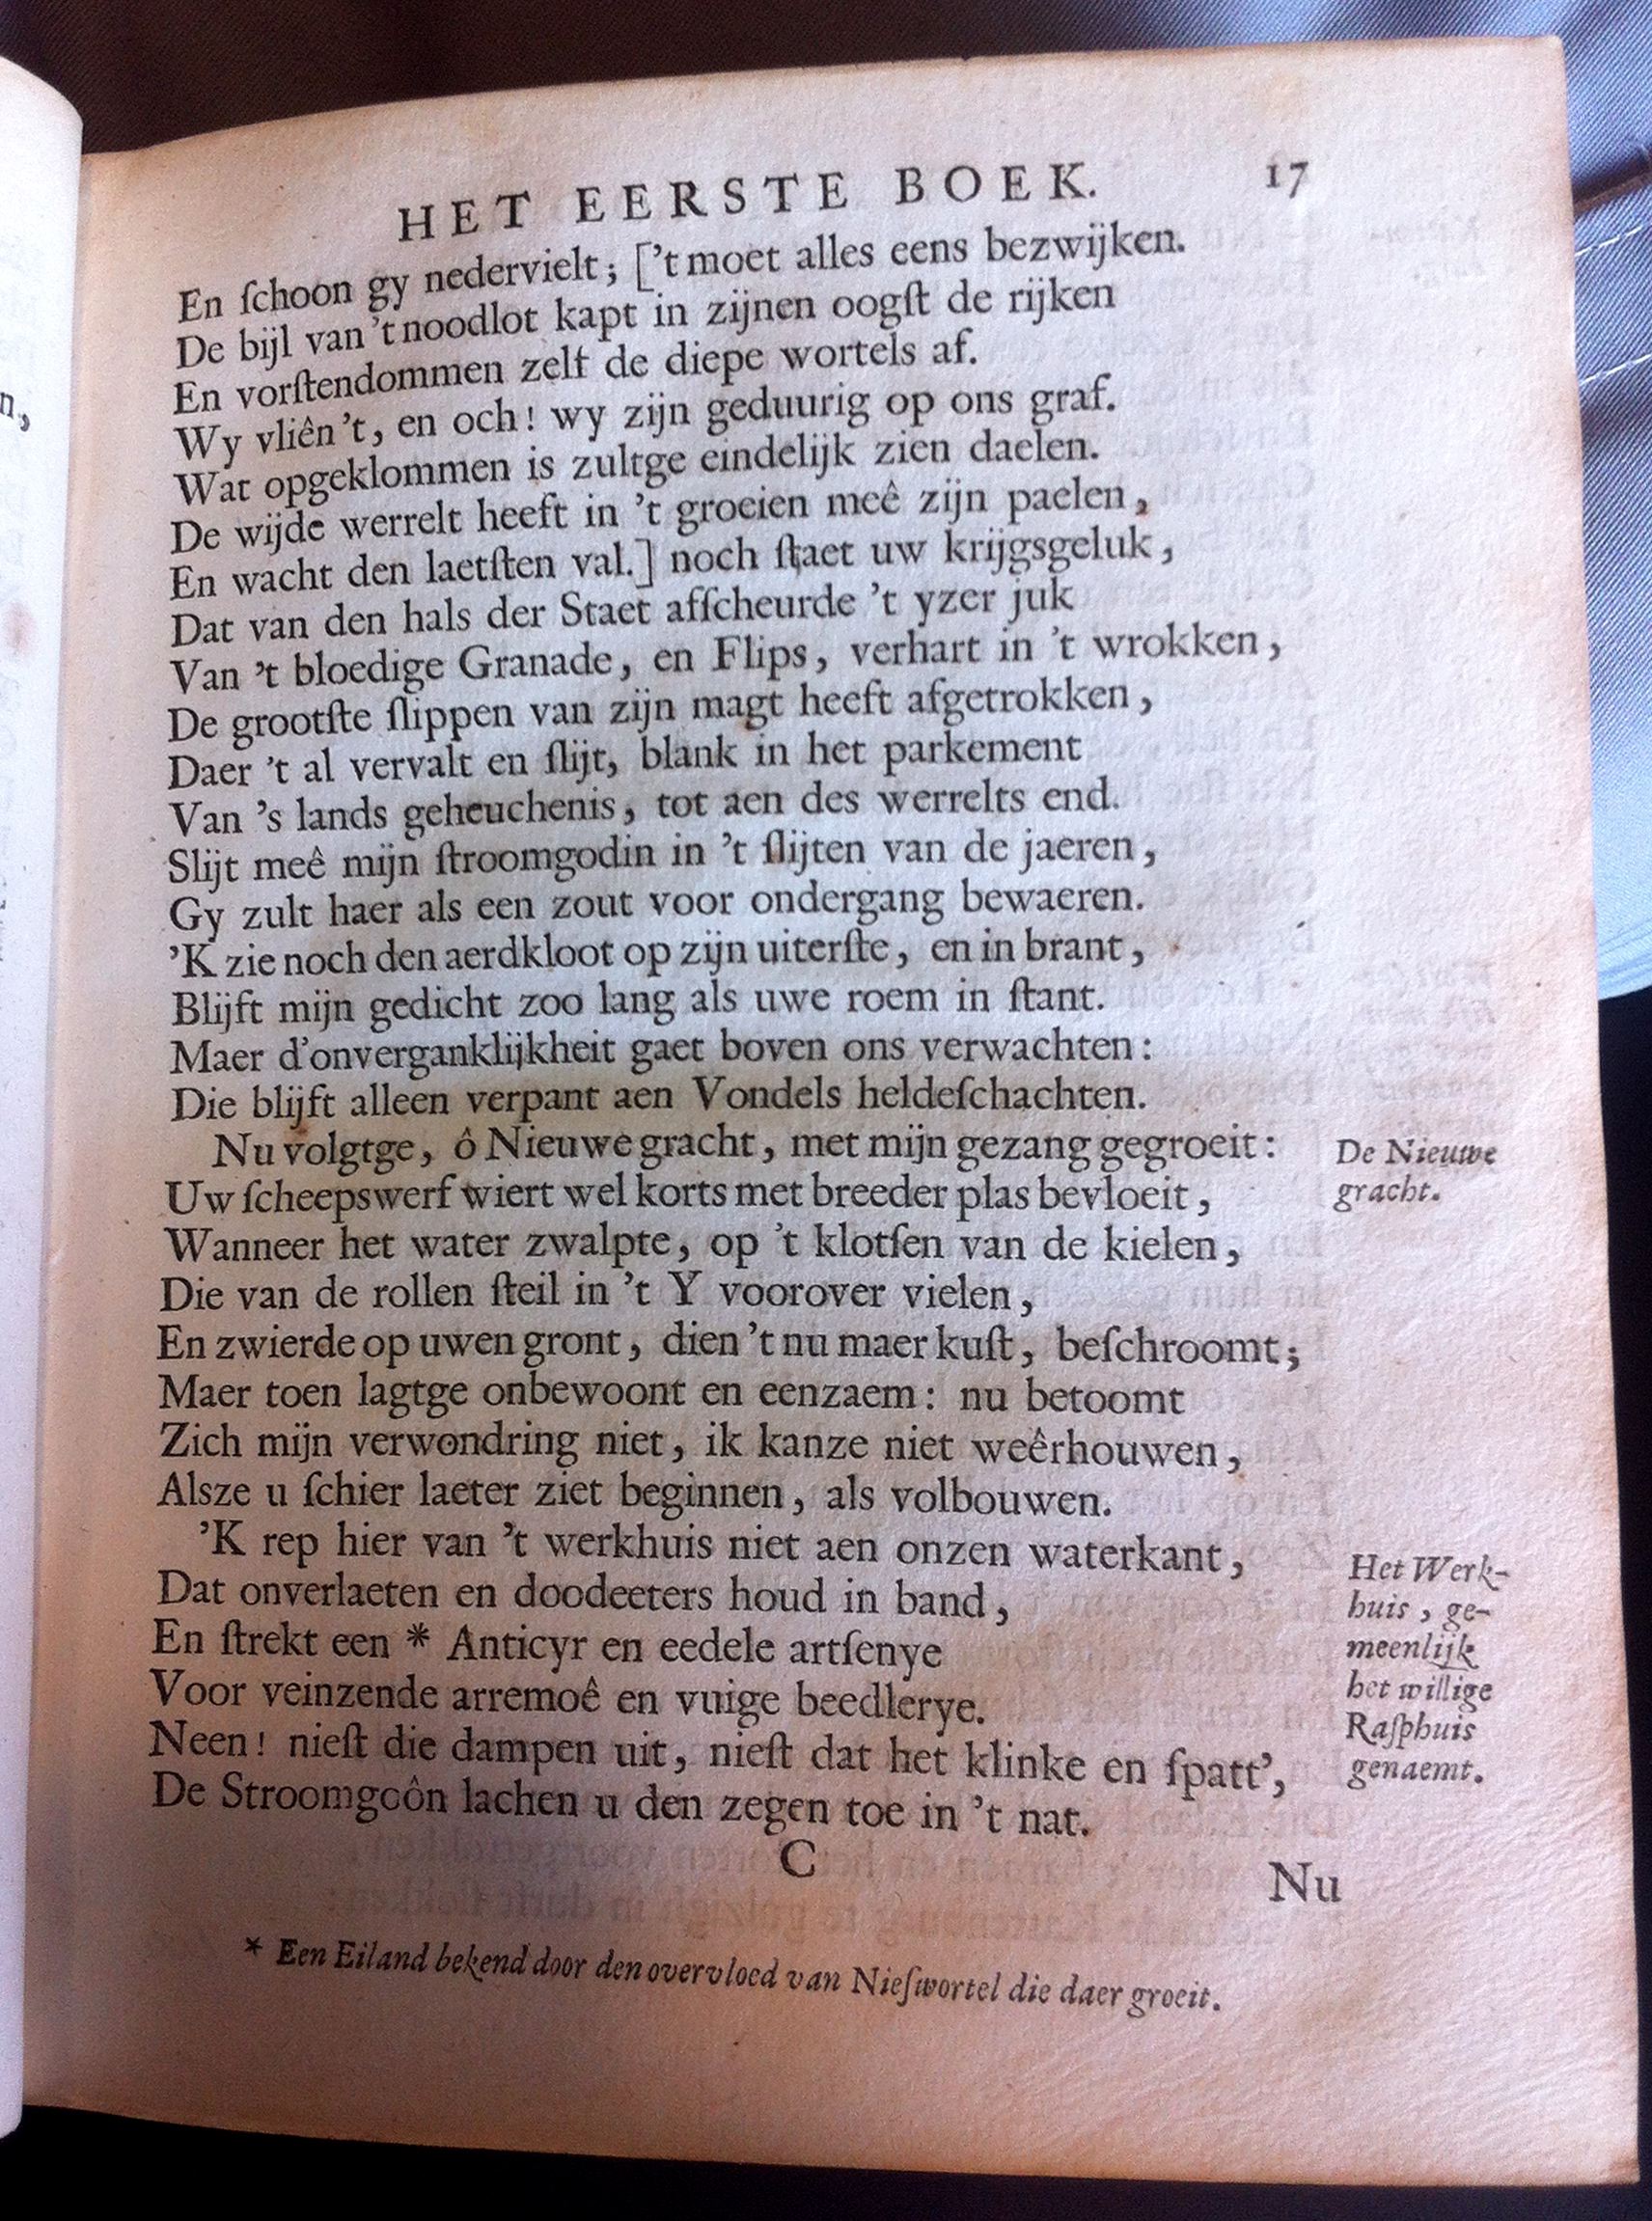 HET EERSTE BOEK. 17
En ſchoon gy nedervielt; ['t moet alles eens bezwijken.
De bijl van 't noodlot kapt in zijnen oogſt de rijken
En vorſtendommen zelf de diepe wortels af.
Wy vliên 't, en och! wy zijn geduurig op ons graf.
Wat opgeklommen is zultge eindelijk zien daelen.
De wijde werrelt heeft in 't groeien meê zijn paelen,
En wacht den laetſten val.] noch ſtaet uw krijgsgeluk,
Dat van den hals der Staet afſcheurde 't yzer juk
Van 't bloedige Granade, en Flips, verhart in 't wrokken,
De grootſte ſlippen van zijn magt heeft afgetrokken,
Daer 't al vervalt en ſlijt, blank in het parkement
Van 's lands geheuchenis, tot aen des werrelts end.
Slijt meê mijn ſtroomgodin in 't ſlijten van de jaeren,
Gy zult haer als een zout voor ondergang bewaeren.
'K zie noch den aerdkloot op zijn uiterſte, en in brant,
Blijft mijn gedicht zoo lang als uwe roem in ſtant.
Maer d'onverganklijkheit gaet boven ons verwachten:
Die blijft alleen verpant aen Vondels heldeſchachten.
Nu volgtge, ô Nieuwe gracht, met mijn gezang gegroeit:
De Nieuwe
gracht.
Uw ſcheepswerf wiert wel korts met breeder plas bevloeit,
Wanneer het water zwalpte, op 't klotſen van de kielen,
Die van de rollen ſteil in 't Y voorover vielen,
En zwierde op uwen gront, dien 't nu maer kuſt, beſchroomt;
Maer toen lagtge onbewoont en eenzaem: nu betoomt
Zich mijn verwondring niet, ik kanze niet weêrhouwen,
Alsze u ſchier laeter ziet beginnen, als volbouwen.
'K rep hier van 't werkhuis niet aen onzen waterkant,
Het Werk-
huis, ge-
meenlijk
het willige
Raſphuis
genaemt.
Dat onverlaeten en doodeeters houd in band,
En ſtrekt een * Anticyr en eedele artſenye
Voor veinzende arremoê en vuige beedlerye.
Neen! nieſt die dampen uit, nieſt dat het klinke en ſpatt',
De Stroomgoôn lachen u den zegen toe in 't nat.
C
Nu
* Een Eiland bekend door den overvloed van Nieſwortel die daer groeit.